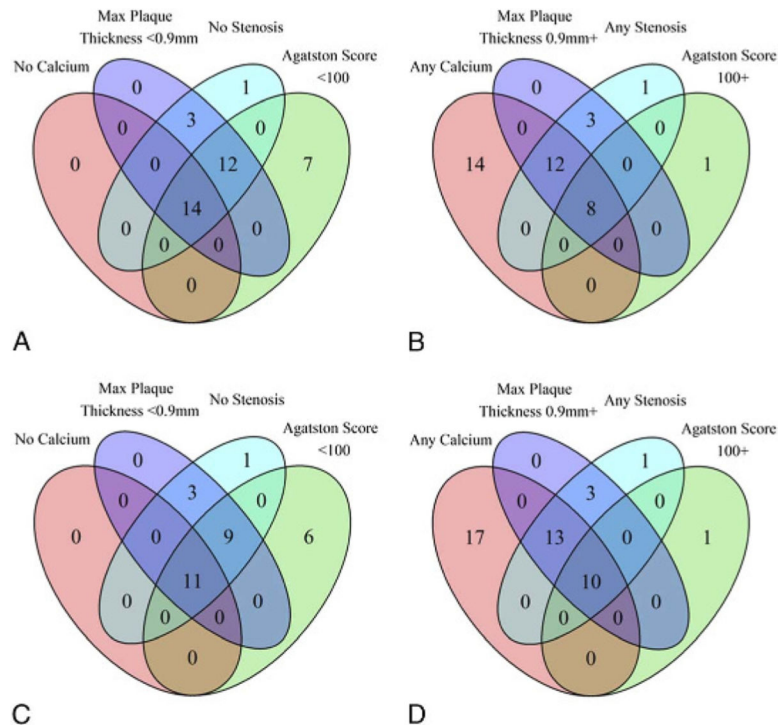 Max Plaque
Thickness <0.9mm
No Stenosis
No Calcium
Agatston Score
<100
0
1
0
3
0
0
0
12
7
14
0
0
0
0
0
A
Max Plaque
Thickness 0.9mm+
Any Stenosis
Any Calcium
Agatston Score
100+
0
1
0
3
0
14
12
0
1
8
0
0
0
0
0
B
Max Plaque
Thickness <0.9mm
No Stenosis
No Calcium
Agatston Score
<100
0
1
0
3
0
0
0
9
6
11
0
0
0
0
0
C
Max Plaque
Thickness 0.9mm+
Any Stenosis
Any Calcium
Agatston Score
100+
0
1
0
3
0
17
13
0
1
10
0
0
0
0
0
D